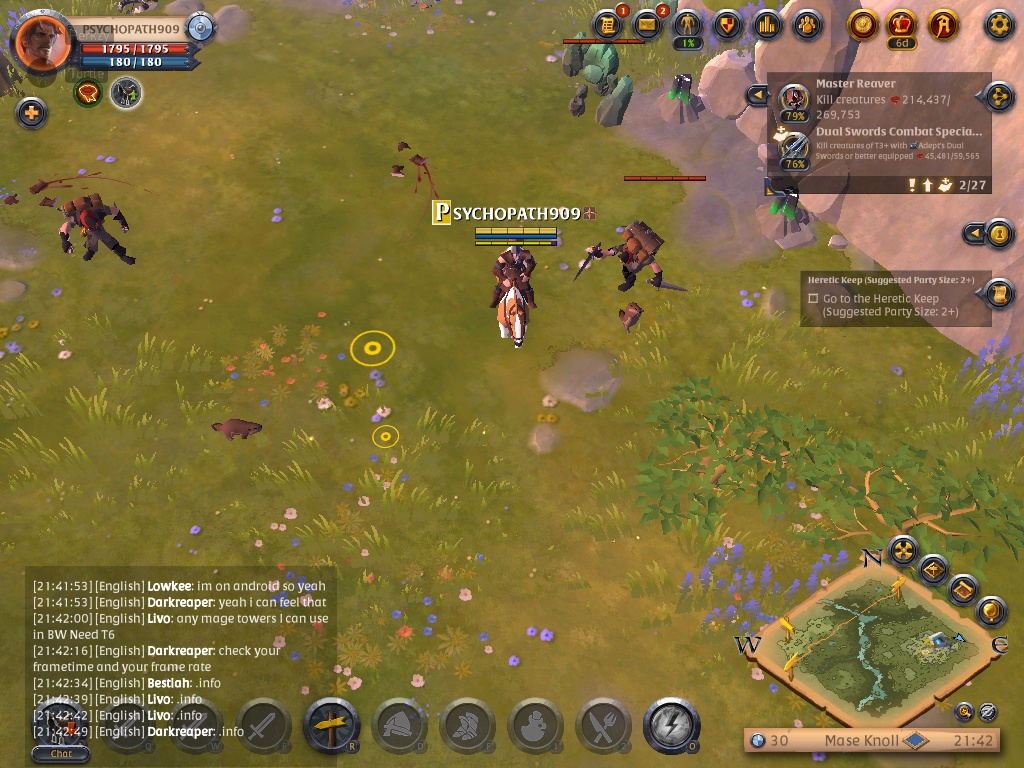 PSYCHOPATH909
1795 / 1795
180 / 180
Turtle
1
2
1%
6d
Master Reaver
Kill creatures 214,437/
269,753
79%
Dual Swords Combat Specia...
Kill creatures of T3+ with Adept's Dual
Swords or better equipped 45,481/59,565
76%
2/27
PSYCHOPATH909
Heretic Keep (Suggested Party Size: 2+)
Go to the Heretic Keep
(Suggested Party Size: 2+)
[21:41:53] [English] Lowkee: im on android so yeah
[21:41:53] [English] Darkreaper: yeah i can feel that
[21:42:00] [English] Livo: any mage towers I can use
in BW Need T6
[21:42:16] [English] Darkreaper: check your
frametime and your frame rate
[21:42:34] [English] Bestiah: .info
[21:42:39] [English] Livo: .info
[21:42:42] [English] Livo: .info
[21:42:49] [English] Darkreaper: .info
Chat
Q
W
R
D
O
N
W
E
30
Mase Knoll
21:42